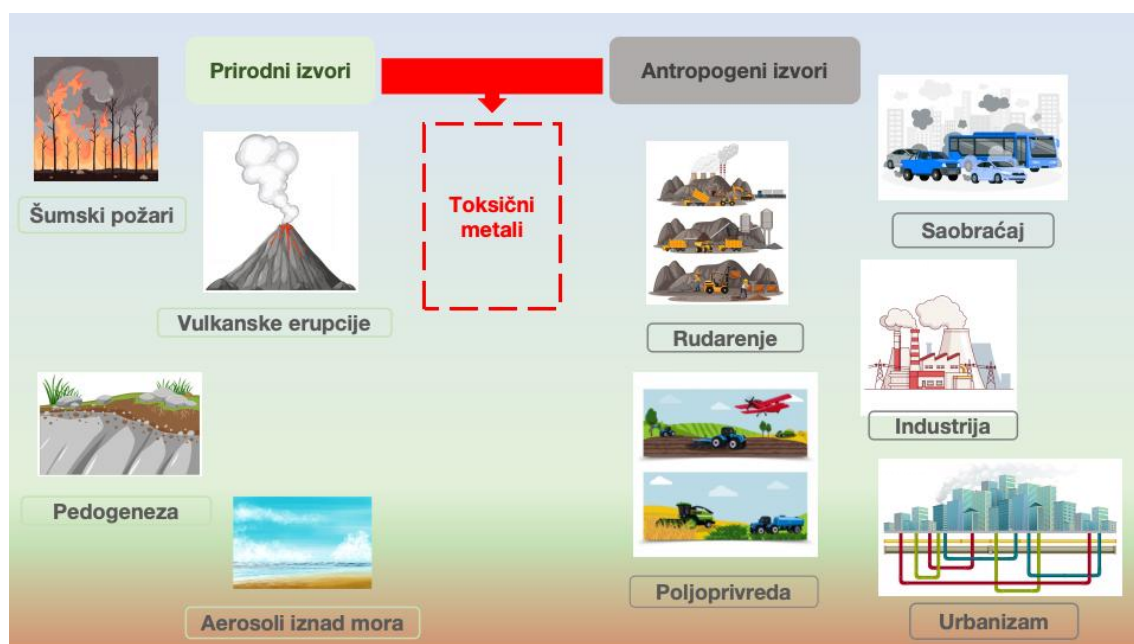 Prirodni izvori
Antropogeni izvori
Toksični
metali
Šumski požari
Vulkanske erupcije
Pedogeneza
Aerosoli iznad mora
Saobraćaj
Rudarenje
Industrija
Poljoprivreda
Urbanizam